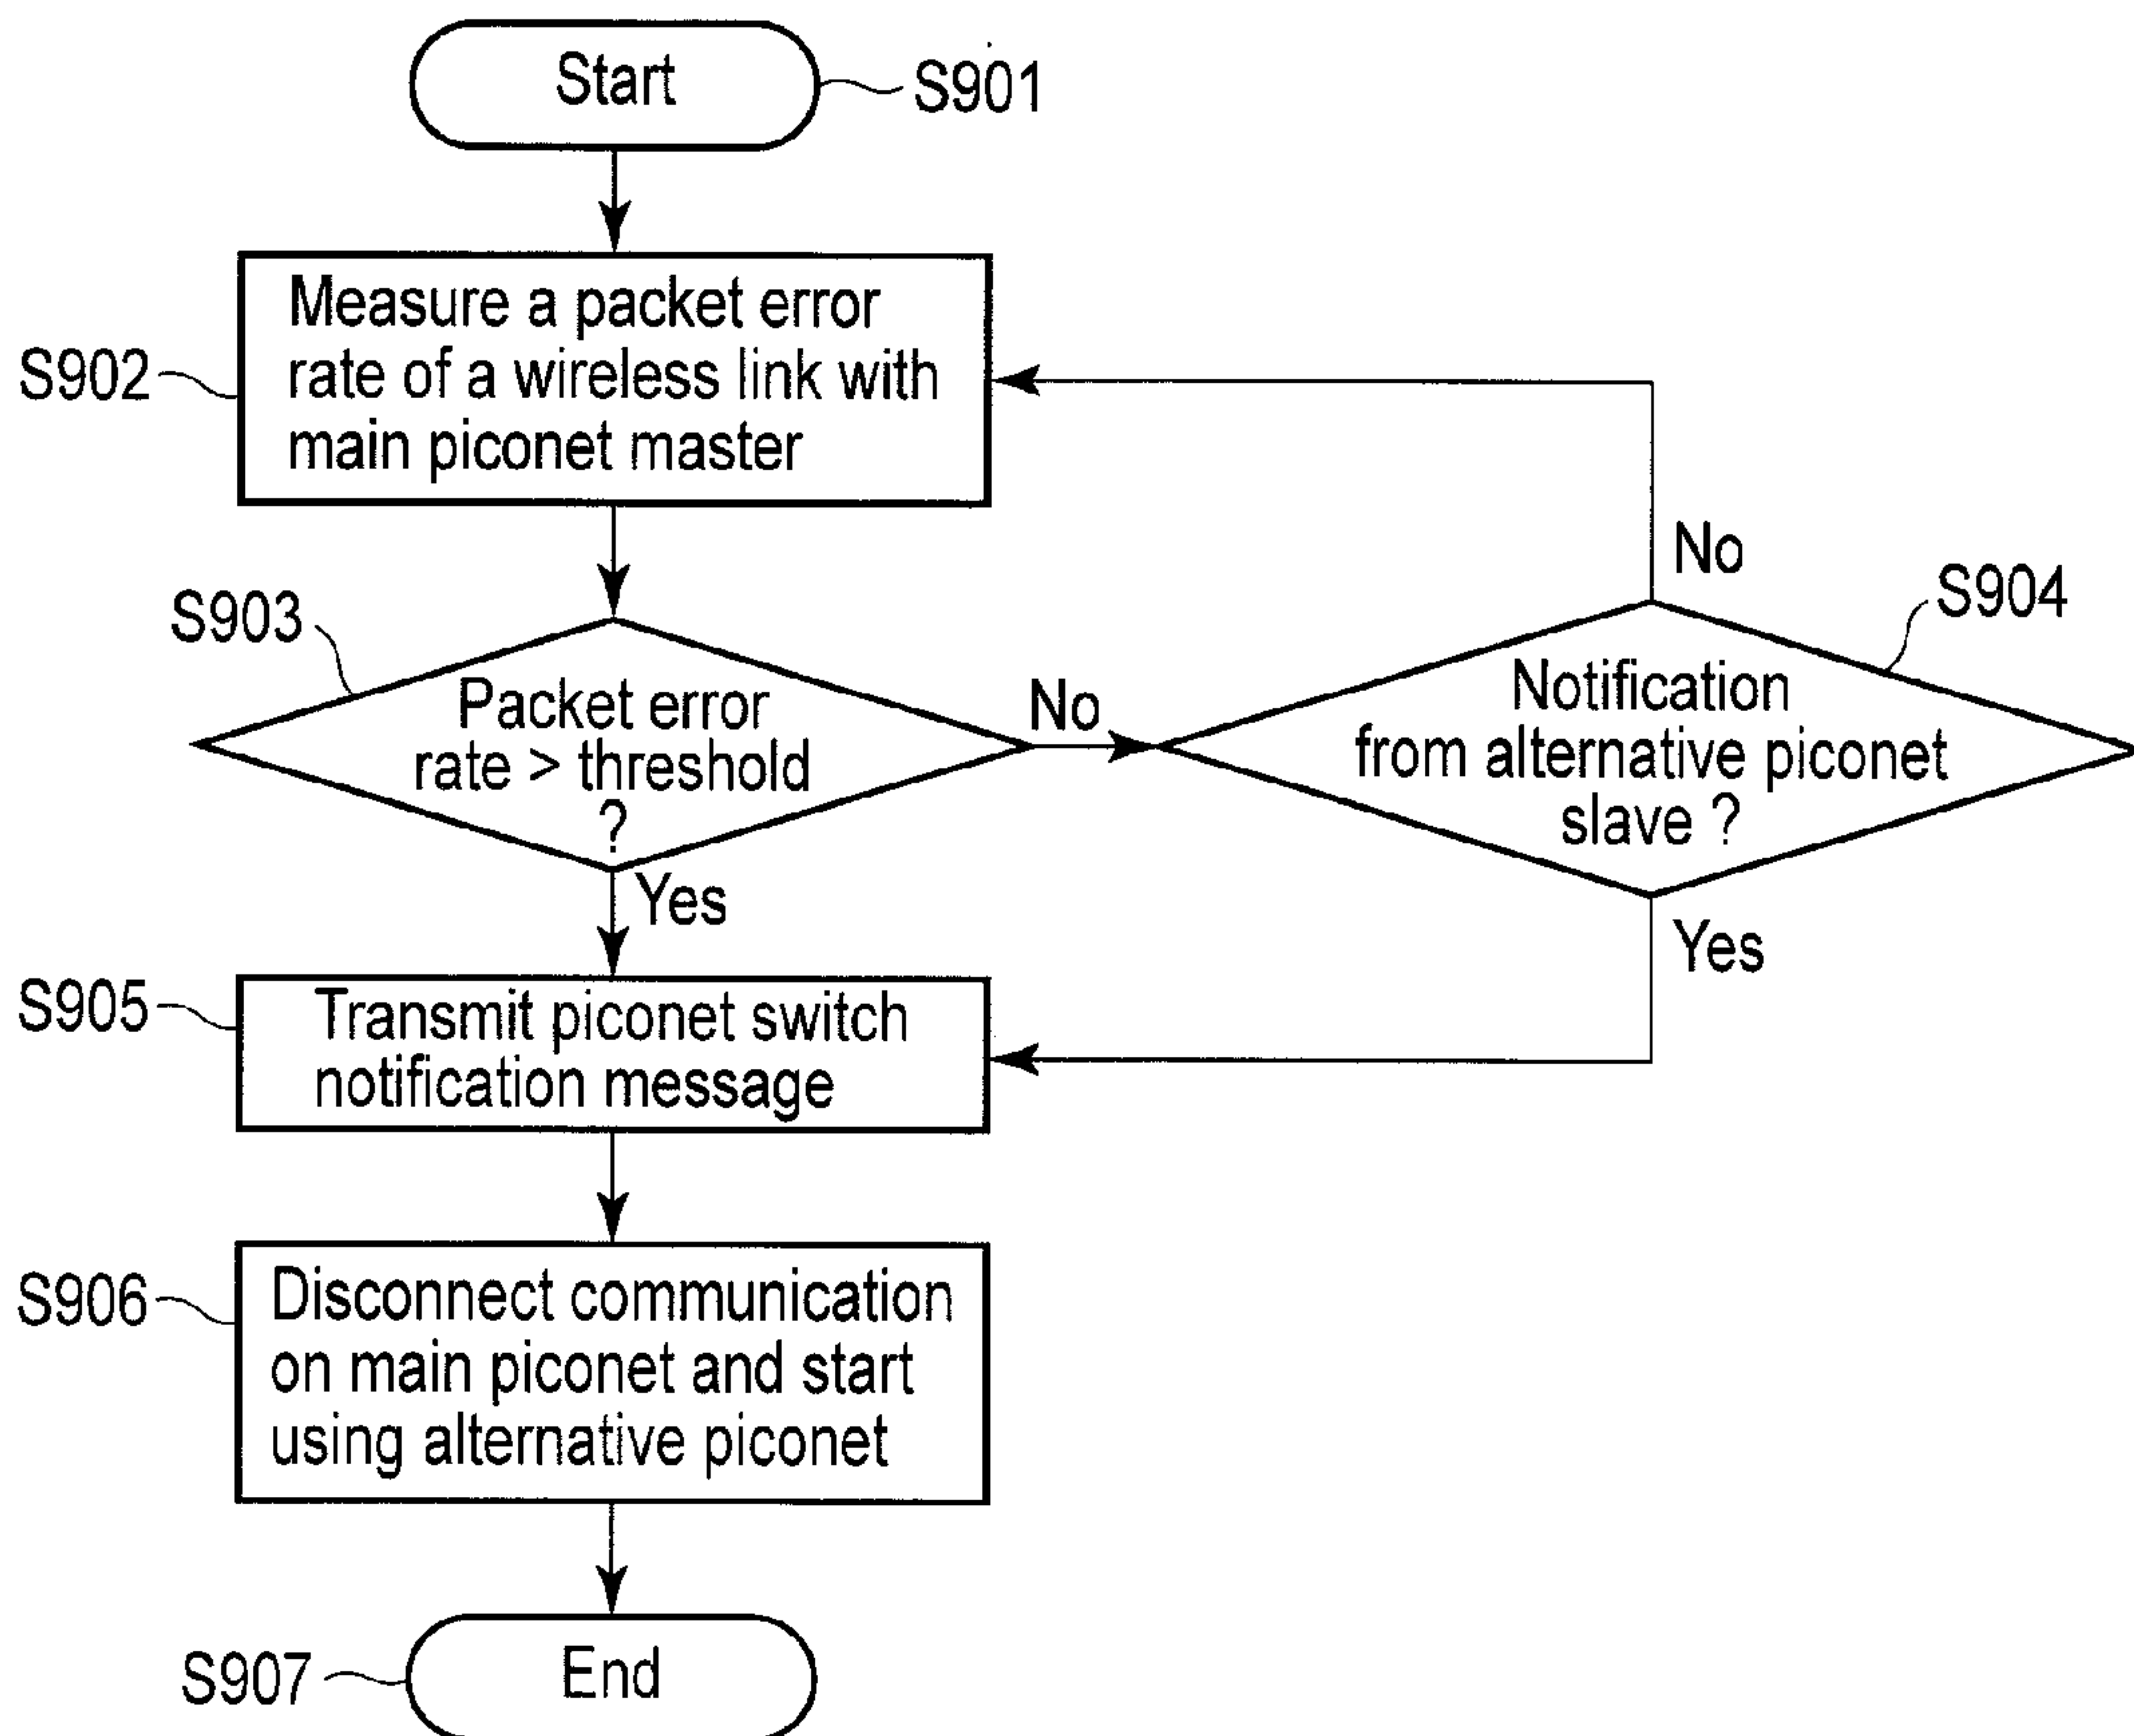 Start
S901
Measure a packet error
rate of a wireless link with
main piconet master
S902
No
S903
S904
Packet error
rate > threshold
?
No
Notification
from alternative piconet
slave ?
Yes
Yes
S905
Transmit piconet switch
notification message
S906
Disconnect communication
on main piconet and start
using alternative piconet
S907
End